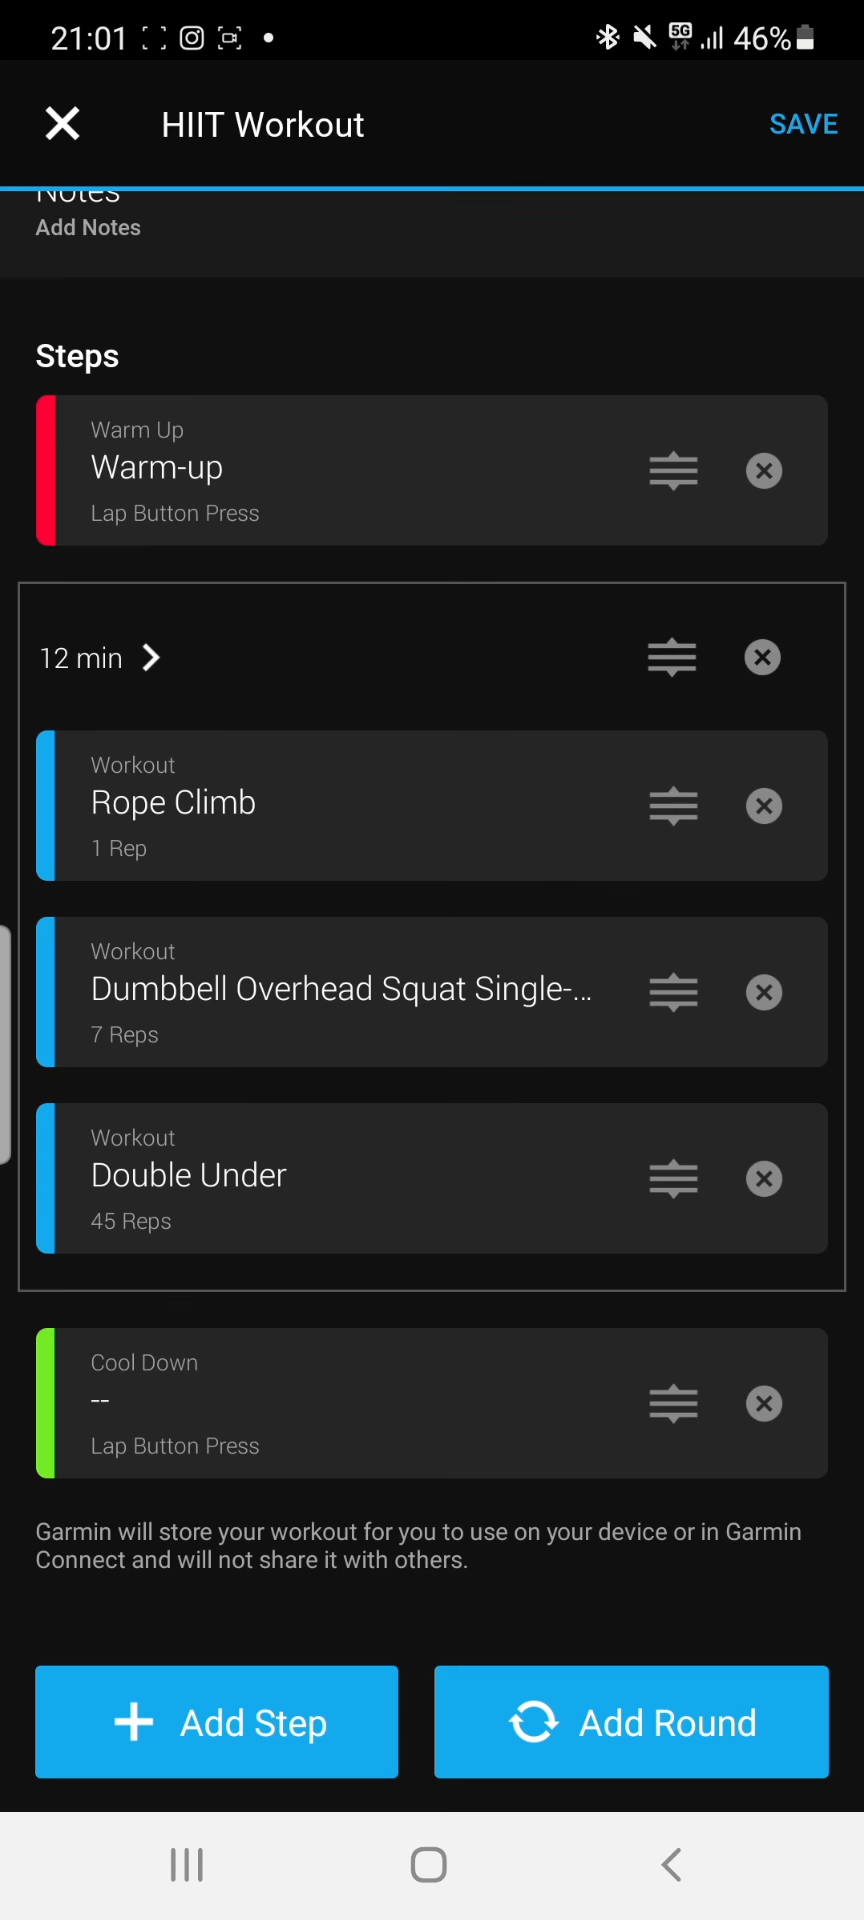 21:01
5G
46%
HIIT Workout
SAVE
Notes
Add Notes
Steps
Warm Up
Warm-up
Lap Button Press
12 min
Workout
Rope Climb
1 Rep
Workout
Dumbbell Overhead Squat Single-...
7 Reps
Workout
Double Under
45 Reps
Cool Down
--
Lap Button Press
Garmin will store your workout for you to use on your device or in Garmin
Connect and will not share it with others.
Add Step
Add Round